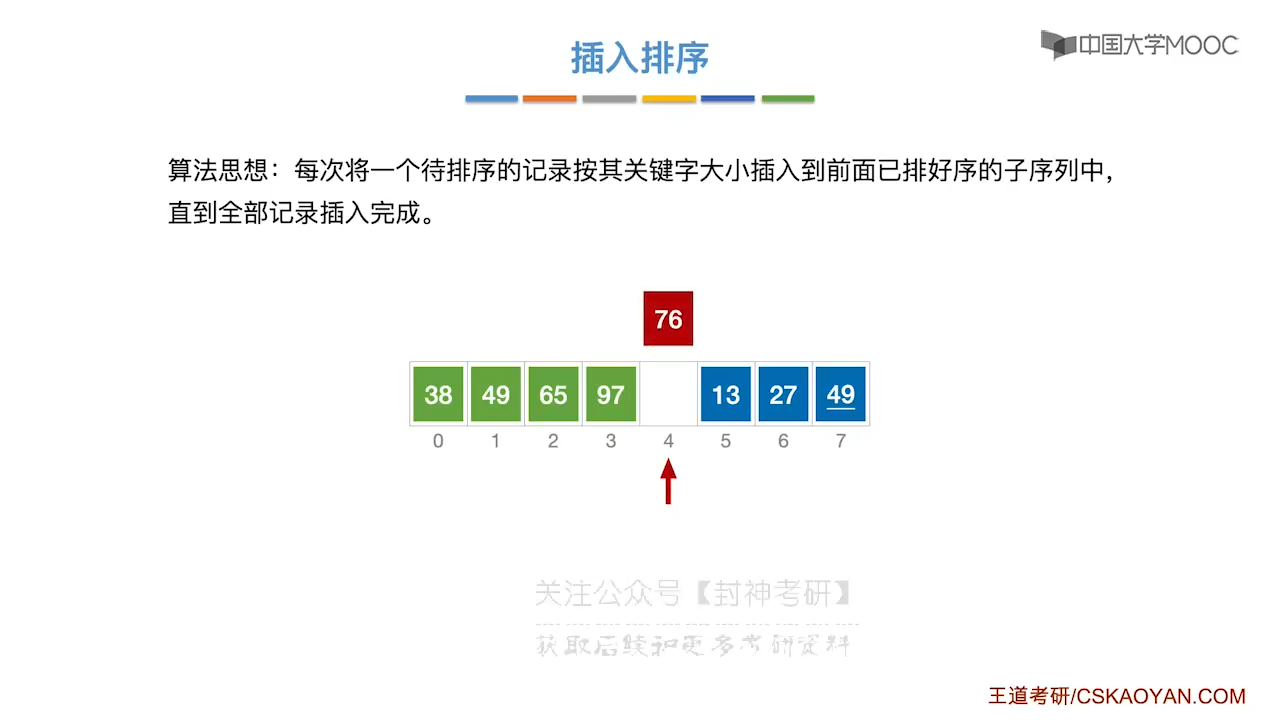 插入排序
中国大学MOOC
算法思想：每次将一个待排序的记录按其关键字大小插入到前面已排好序的子序列中，
直到全部记录插入完成。
76
38 49 65 97 13 27 49
0 1 2 3 4 5 6 7
关注公众号【封神考研】
获取后续和更多考研资料
王道考研/CSKAOYAN.COM